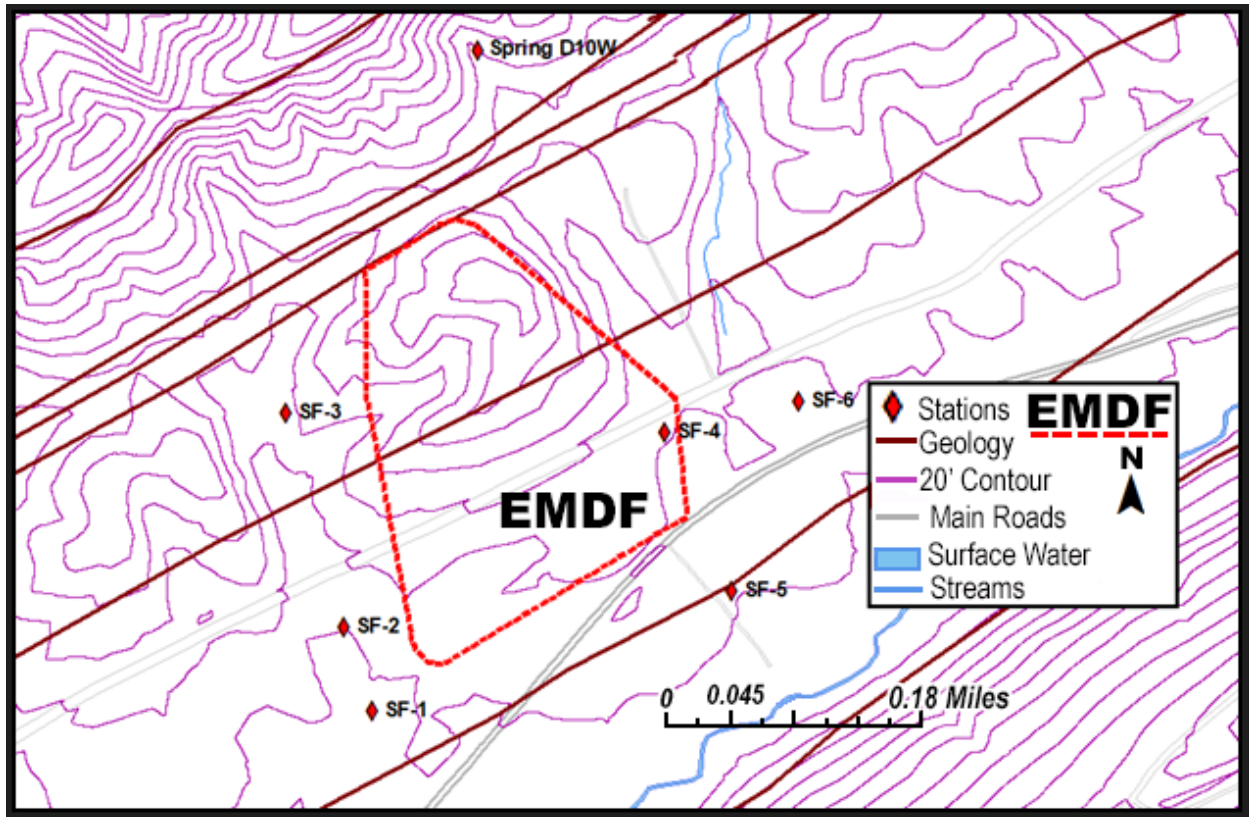 Spring D10W
SF-3
SF-6
SF-4
EMDF
SF-5
SF-2
SF-1
Stations
EMDF
Geology
N
20' Contour
Main Roads
Surface Water
Streams
0 0.045 0.18 Miles